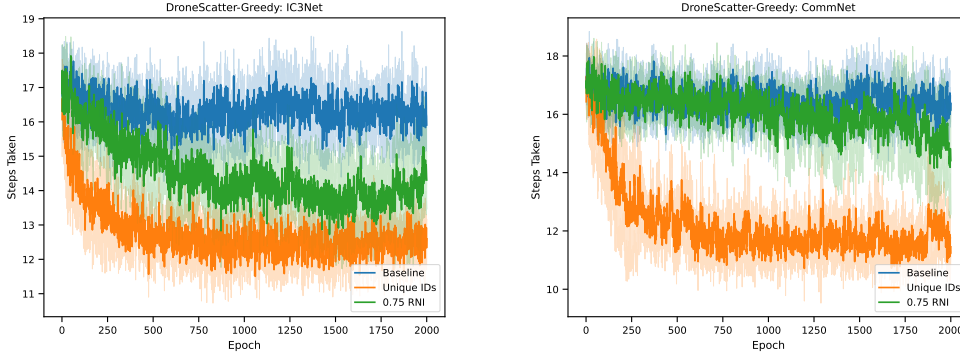 DroneScatter-Greedy: IC3Net
19
18
17
16
15
14
13
12
11
Steps Taken
0 250 500 750 1000 1250 1500 1750 2000
Epoch
Baseline
Unique IDs
0.75 RNI
DroneScatter-Greedy: CommNet
18
16
14
12
10
Steps Taken
0 250 500 750 1000 1250 1500 1750 2000
Epoch
Baseline
Unique IDs
0.75 RNI